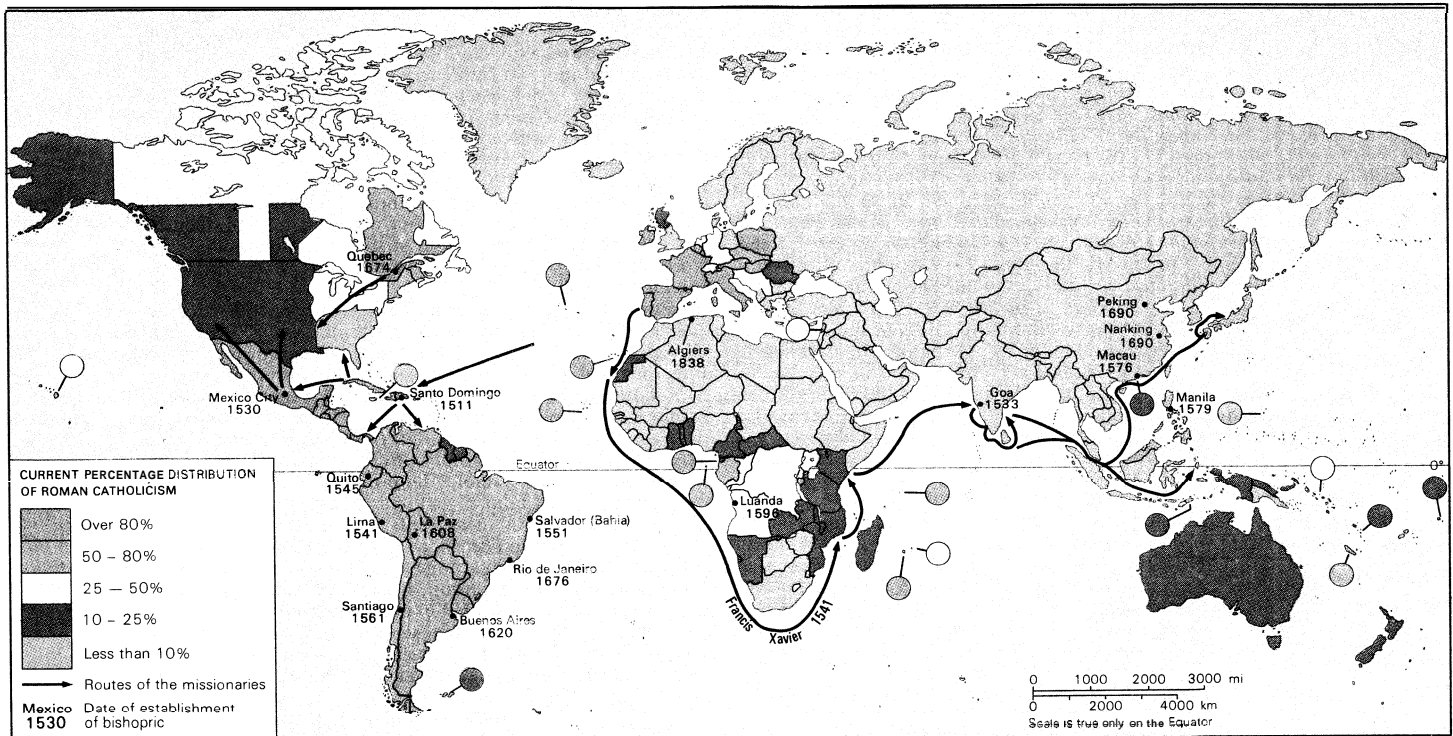 Quebec
1674
Peking
1690
Nanking
1690
Macau
1576
Algiers
1838
Mexico City
1530
Santo Domingo
1511
Goa
1533
Manila
1579
Equator
0°
CURRENT PERCENTAGE DISTRIBUTION
OF ROMAN CATHOLICISM
Over 80%
50 – 80%
25 – 50%
10 – 25%
Less than 10%
Routes of the missionaries
Mexico Date of establishment
1530 of bishopric
Quito
1545
Lima
1541
La Paz
1608
Salvador (Bahia)
1551
Rio de Janeiro
1676
Santiago
1561
Buenos Aires
1620
Luanda
1596
Francis Xavier 1541
0 1000 2000 3000 mi
0 2000 4000 km
Scale is true only on the Equator